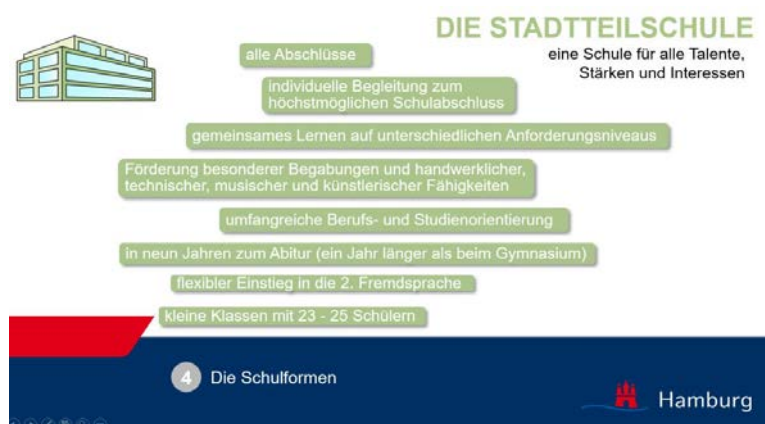 DIE STADTTEILSCHULE
eine Schule für alle Talente,
Stärken und Interessen
alle Abschlüsse
individuelle Begleitung zum
höchstmöglichen Schulabschluss
gemeinsames Lernen auf unterschiedlichen Anforderungsniveaus
Förderung besonderer Begabungen und handwerklicher,
technischer, musischer und künstlerischer Fähigkeiten
umfangreiche Berufs- und Studienorientierung
in neun Jahren zum Abitur (ein Jahr länger als beim Gymnasium)
flexibler Einstieg in die 2. Fremdsprache
kleine Klassen mit 23 - 25 Schülern
4 Die Schulformen
Hamburg